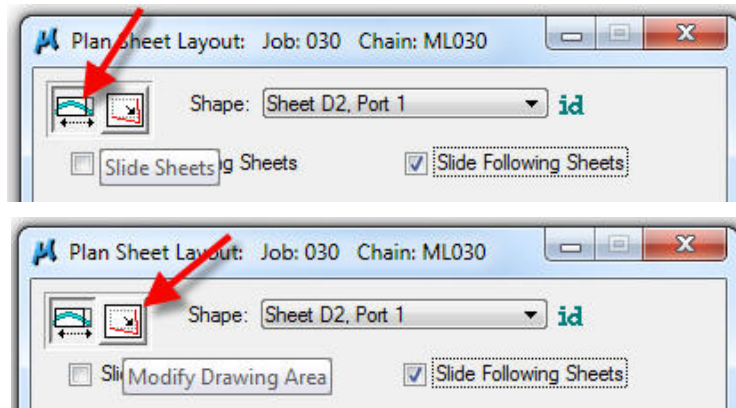 Plan Sheet Layout: Job: 030 Chain: ML030
Shape: Sheet D2, Port 1 id
Slide Sheets g Sheets Slide Following Sheets
Plan Sheet Layout: Job: 030 Chain: ML030
Shape: Sheet D2, Port 1 id
Sli Modify Drawing Area Slide Following Sheets